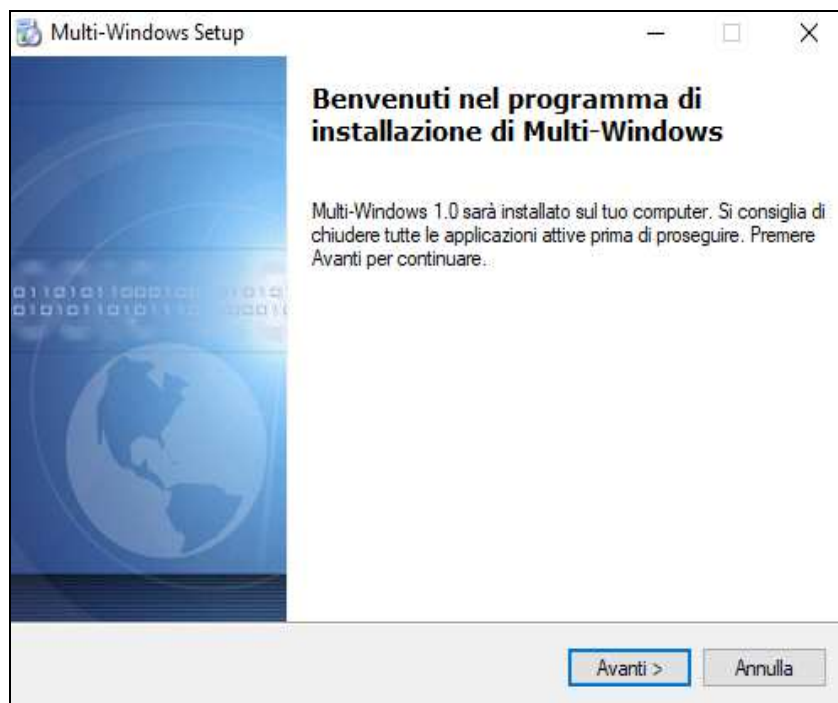 Multi-Windows Setup
Benvenuti nel programma di
installazione di Multi-Windows
Multi-Windows 1.0 sarà installato sul tuo computer. Si consiglia di
chiudere tutte le applicazioni attive prima di proseguire. Premere
Avanti per continuare.
Avanti >
Annulla